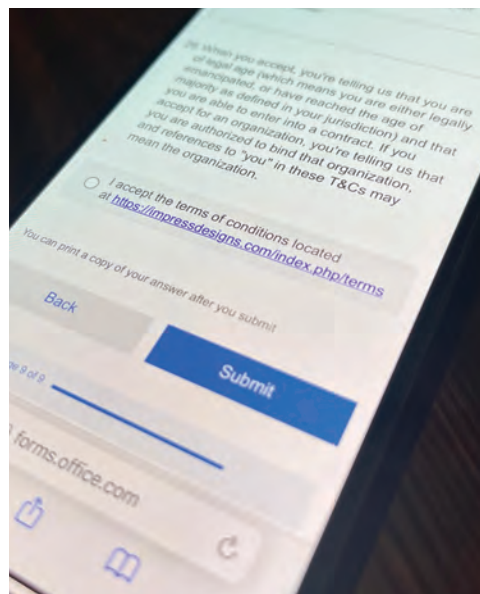 26. When you accept, you're telling us that you are
of legal age (which means you are either legally
emancipated, or have reached the age of
majority as defined in your jurisdiction) and that
you are able to enter into a contract. If you
accept for an organization, you're telling us that
you are authorized to bind that organization,
and references to "you" in these T&Cs may
mean the organization.
I accept the terms of conditions located
at https://impressdesigns.com/index.php/terms
You can print a copy of your answer after you submit
Back
Submit
9 of 9
forms.office.com